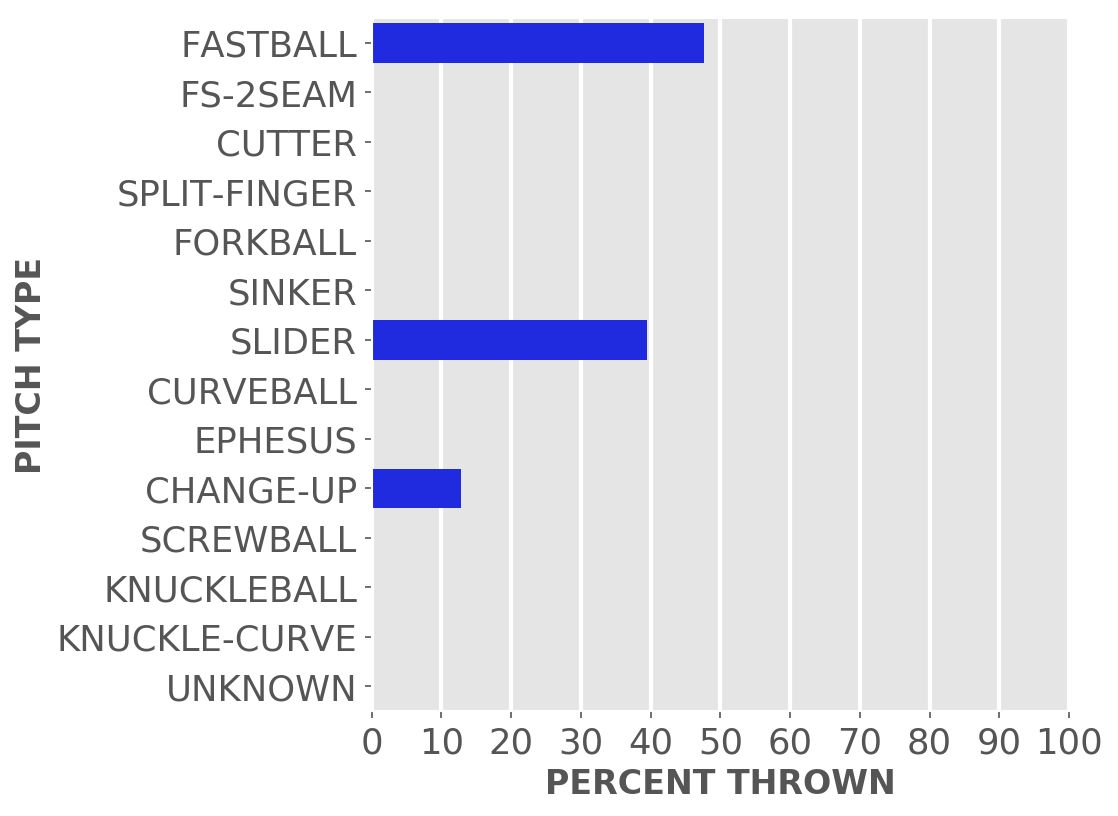 FASTBALL
FS-2SEAM
CUTTER
SPLIT-FINGER
FORKBALL
SINKER
SLIDER
CURVEBALL
EPHESUS
CHANGE-UP
SCREWBALL
KNUCKLEBALL
KNUCKLE-CURVE
UNKNOWN
PITCH TYPE
0 10 20 30 40 50 60 70 80 90 100
PERCENT THROWN